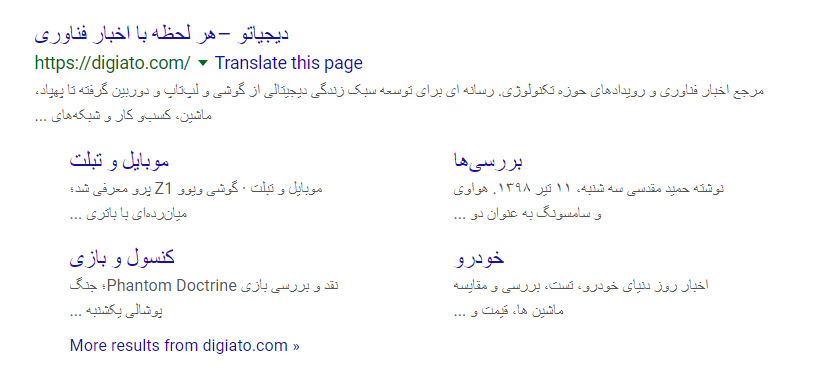 دیجیاتو – هر لحظه با اخبار فناوری
https://digiato.com/ Translate this page
مرجع اخبار فناوری و رویدادهای حوزه تکنولوژی. رسانه ای برای توسعه سبک زندگی دیجیتالی از گوشی و لپ‌تاپ و دوربین گرفته تا پهپاد،
ماشین، کسب‌و کار و شبکه‌های ...
موبایل و تبلت
موبایل و تبلت · گوشی ویوو Z1 پرو معرفی شد؛
میان‌رده‌ای با باتری ...
بررسی‌ها
نوشته حمید مقدسی سه شنبه، ۱۱ تیر ۱۳۹۸. هواوی
و سامسونگ به عنوان دو ...
کنسول و بازی
نقد و بررسی بازی Phantom Doctrine؛ جنگ
پوشالی یکشنبه ...
خودرو
اخبار روز دنیای خودرو، تست، بررسی و مقایسه
ماشین ها، قیمت و ...
More results from digiato.com »